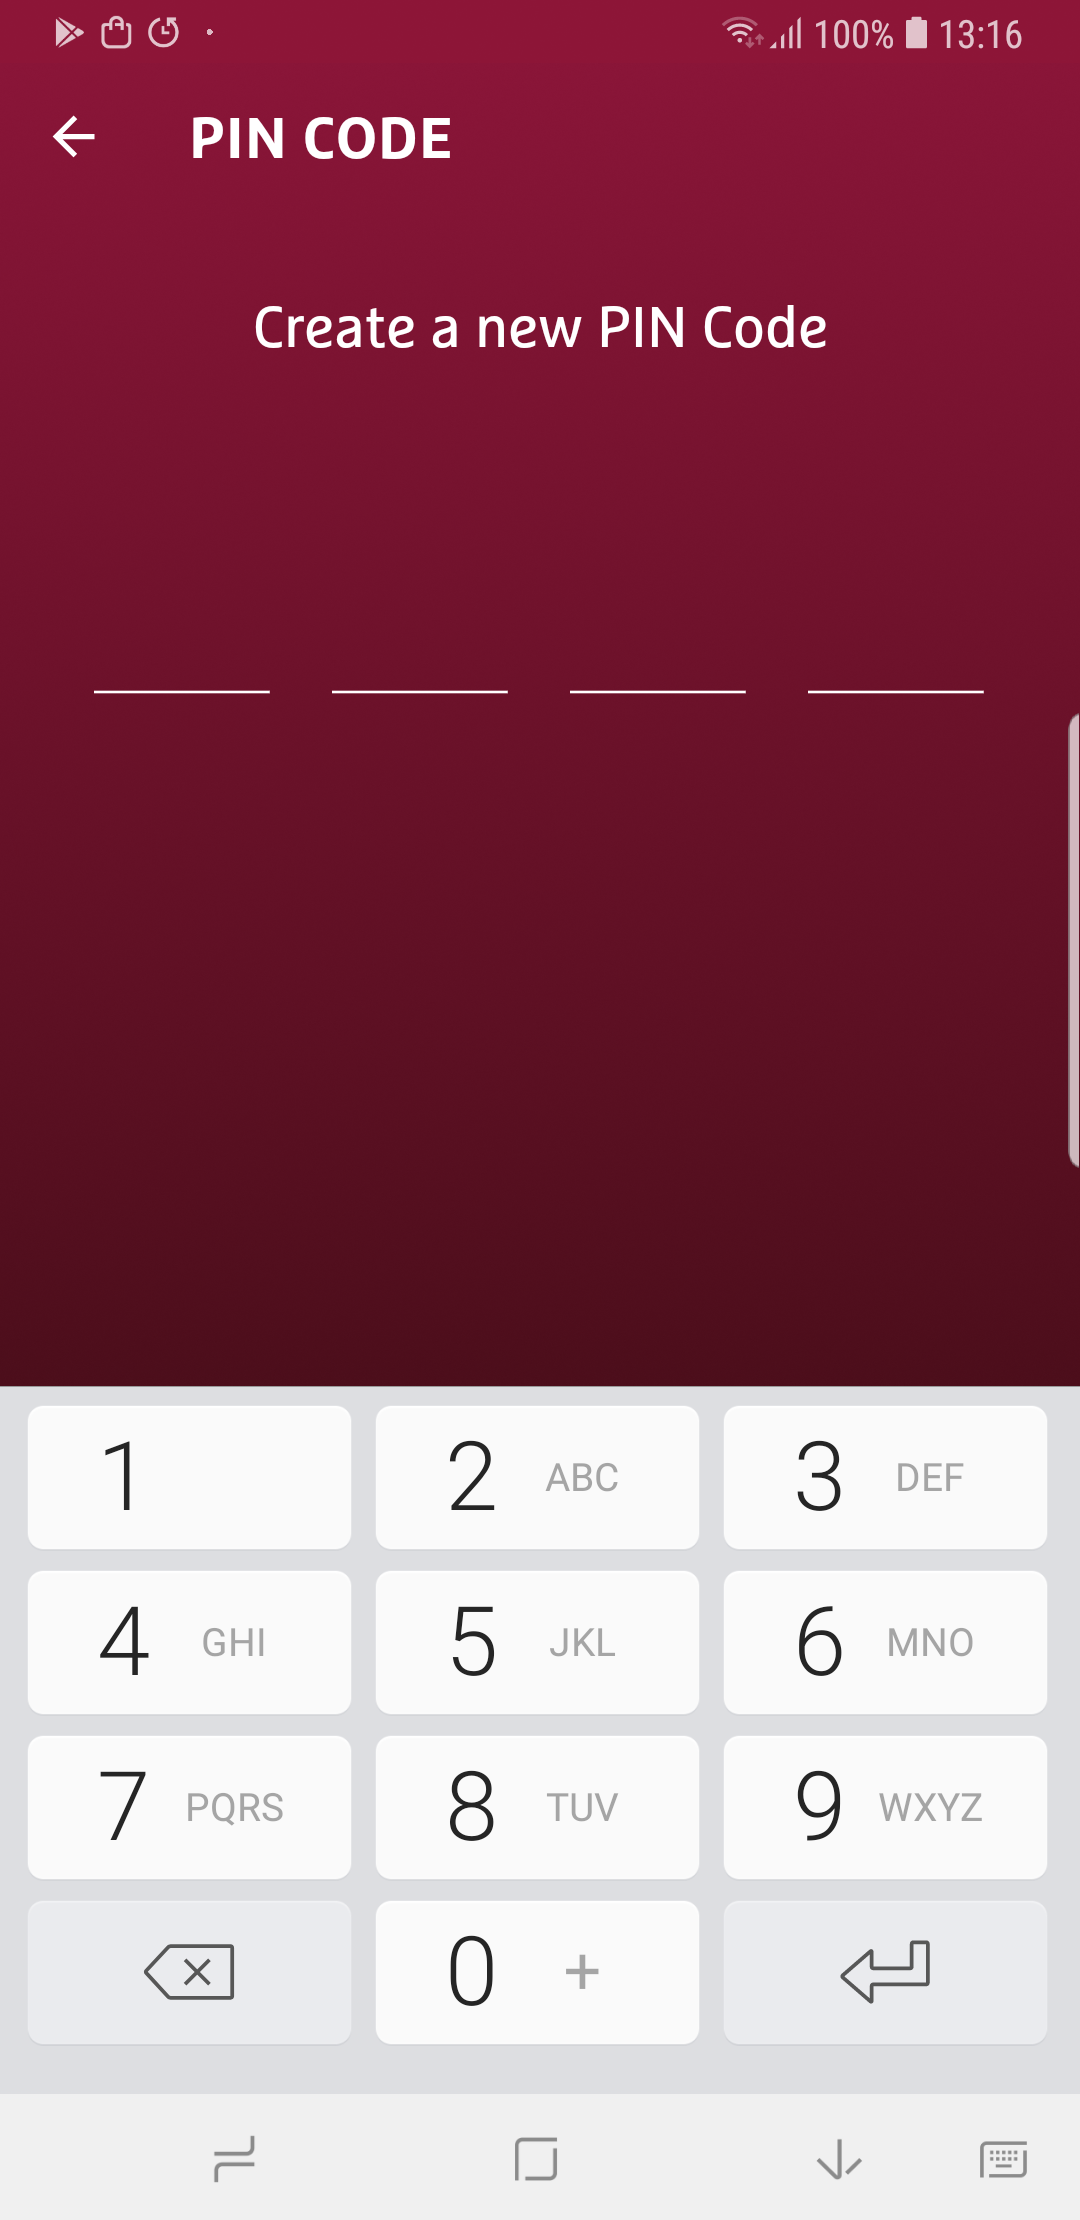 100% 13:16
PIN CODE
Create a new PIN Code
1
2 ABC
3 DEF
4 GHI
5 JKL
6 MNO
7 PQRS
8 TUV
9 WXYZ
0 +